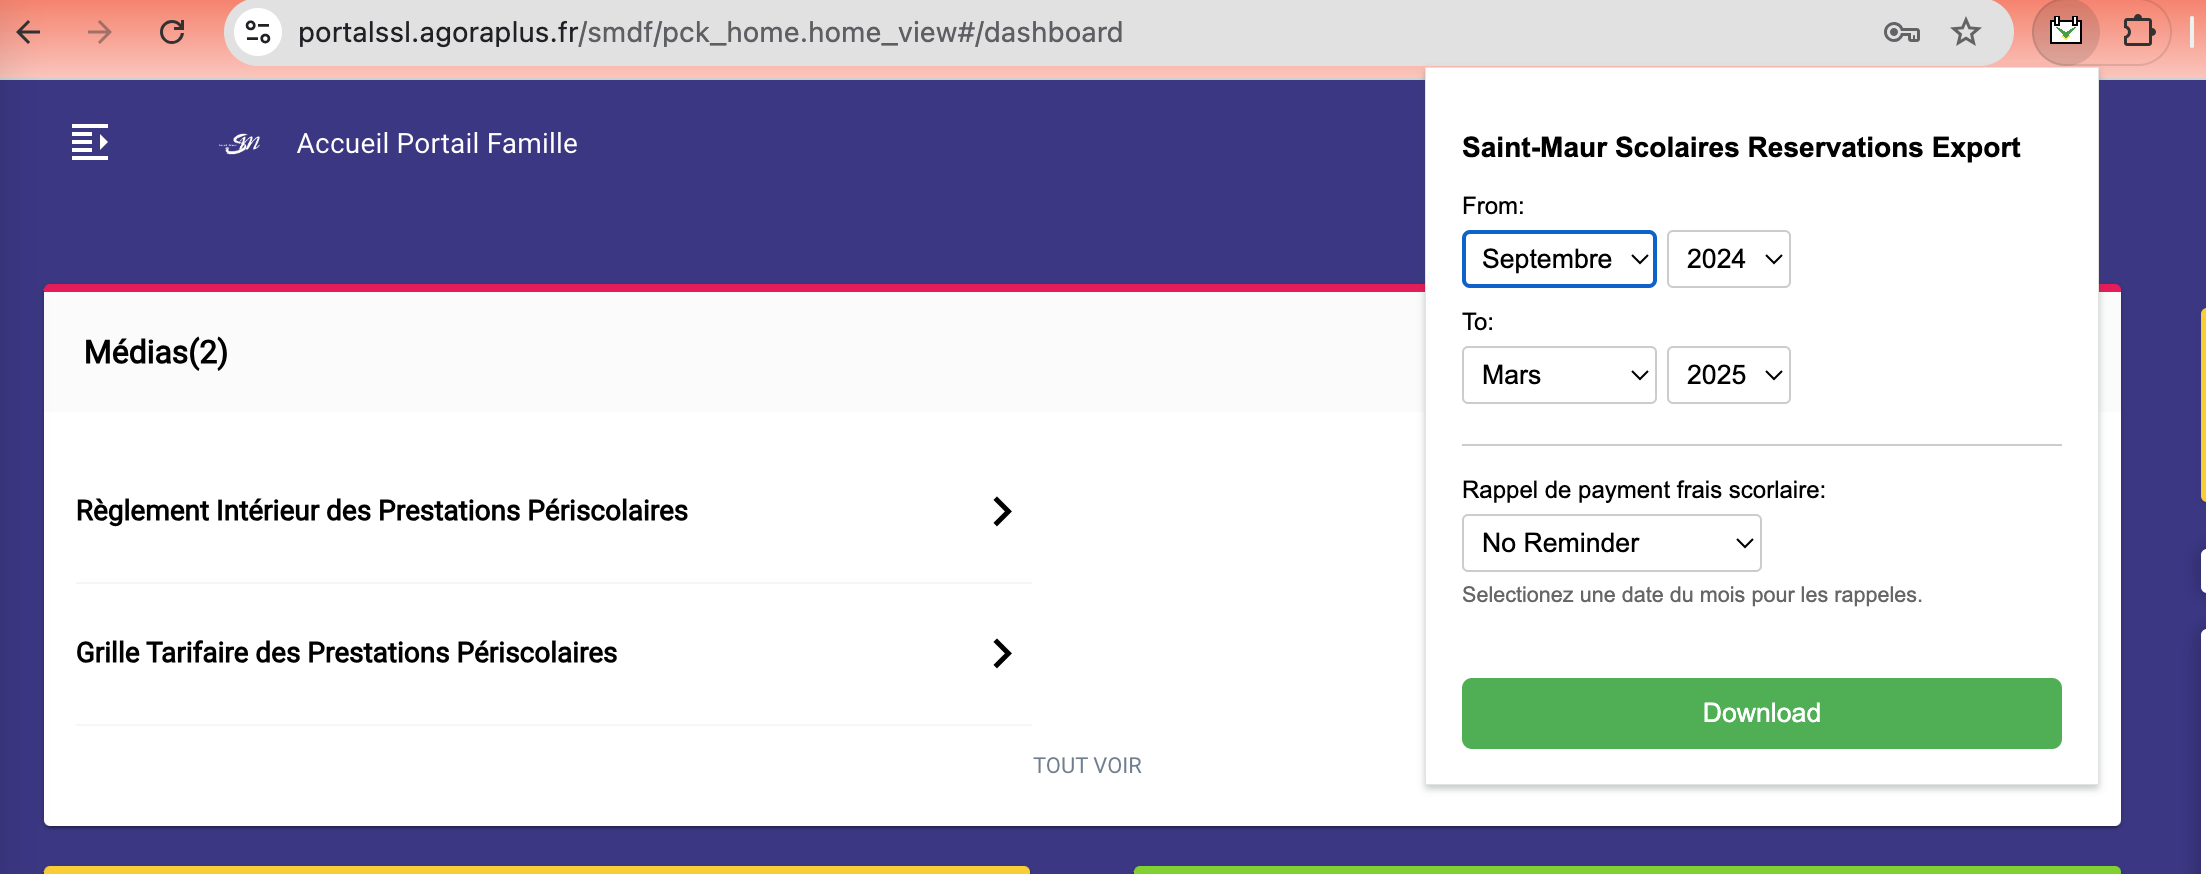 portalssl.agoraplus.fr/smdf/pck_home.home_view#/dashboard
Accueil Portail Famille
Médias(2)
Règlement Intérieur des Prestations Périscolaires
Grille Tarifaire des Prestations Périscolaires
TOUT VOIR
Saint-Maur Scolaires Reservations Export
From:
Septembre 2024
To:
Mars 2025
Rappel de payment frais scorlaire:
No Reminder
Selectionez une date du mois pour les rappeles.
Download